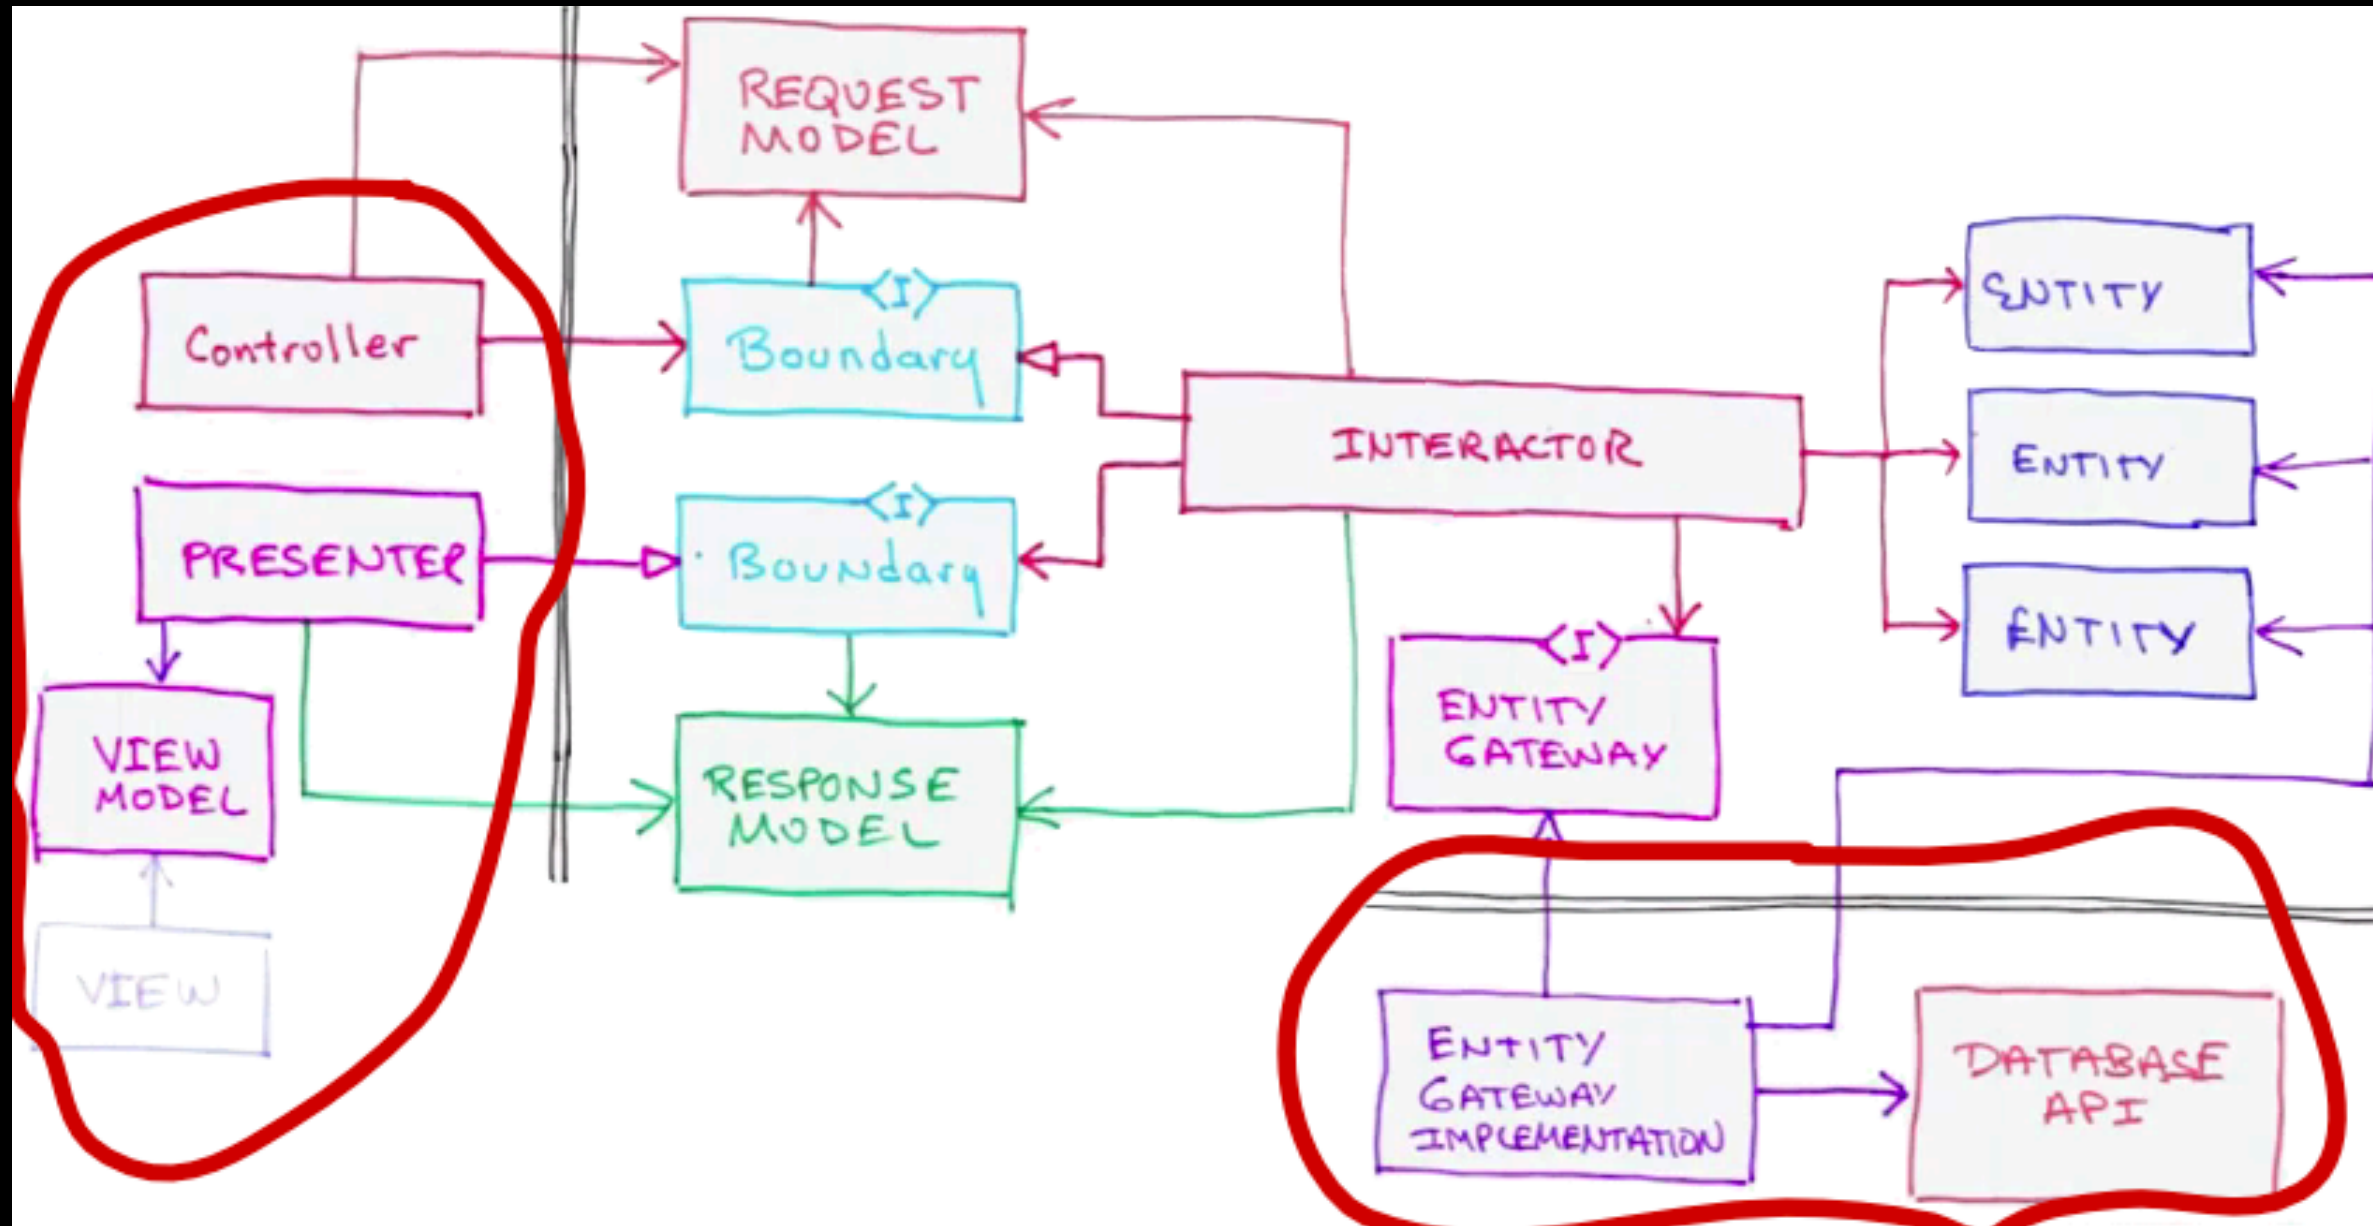 REQUEST
MODEL
Controller
<I>
Boundary
INTERACTOR
ENTITY
ENTITY
ENTITY
PRESENTER
<I>
Boundary
VIEW
MODEL
RESPONSE
MODEL
<I>
ENTITY
GATEWAY
VIEW
ENTITY
GATEWAY
IMPLEMENTATION
DATABASE
API